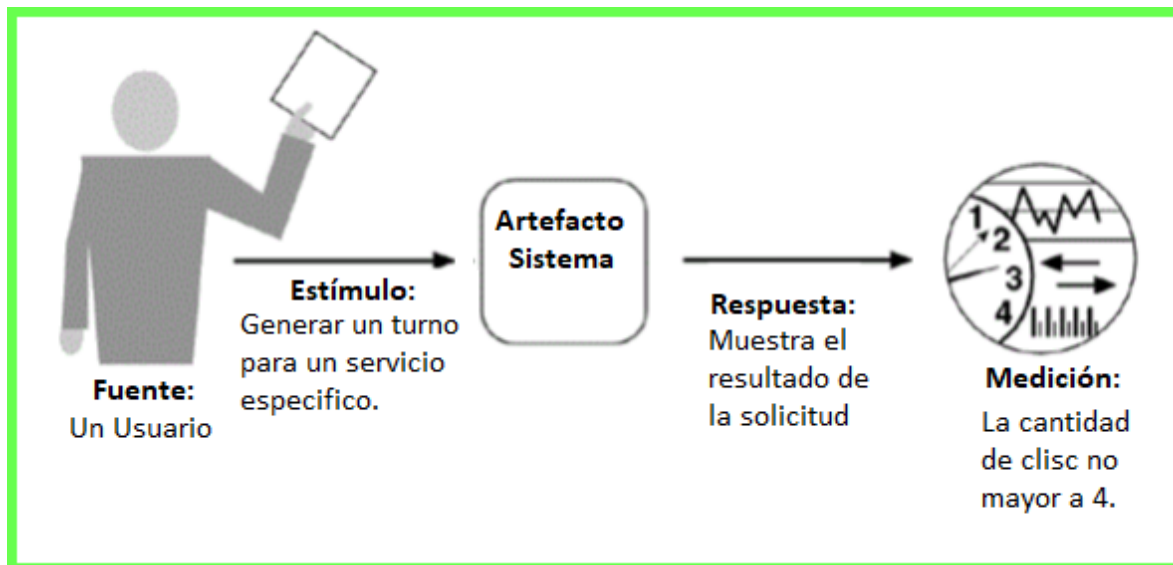 Fuente:
Un Usuario
Estímulo:
Generar un turno
para un servicio
especifico.
Artefacto
Sistema
Respuesta:
Muestra el
resultado de
la solicitud
1
2
3
4
Medición:
La cantidad
de clisc no
mayor a 4.